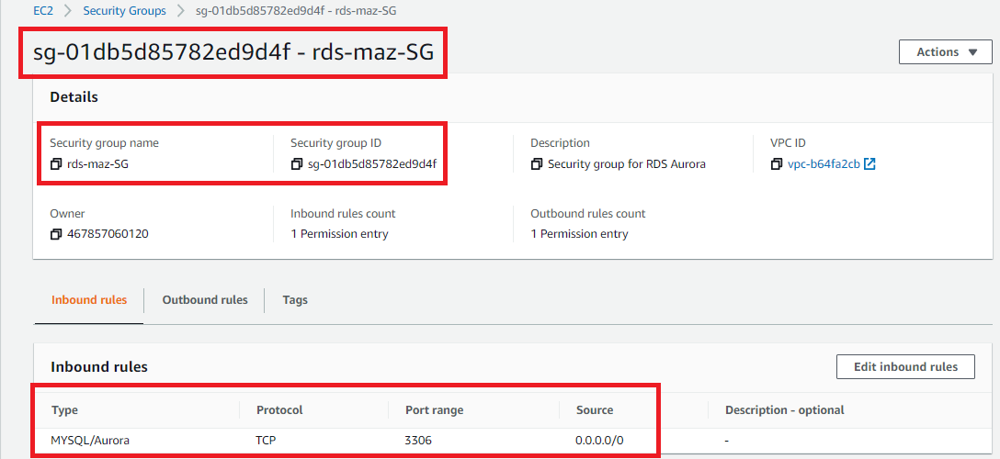 EC2 > Security Groups > sg-01db5d85782ed9d4f - rds-maz-SG
sg-01db5d85782ed9d4f - rds-maz-SG
Actions
Details
Security group name Security group ID Description VPC ID
rds-maz-SG sg-01db5d85782ed9d4f Security group for RDS Aurora vpc-b64fa2cb
Owner Inbound rules count Outbound rules count
467857060120 1 Permission entry 1 Permission entry
Inbound rules Outbound rules Tags
Inbound rules Edit inbound rules
Type Protocol Port range Source Description - optional
MYSQL/Aurora TCP 3306 0.0.0.0/0 -